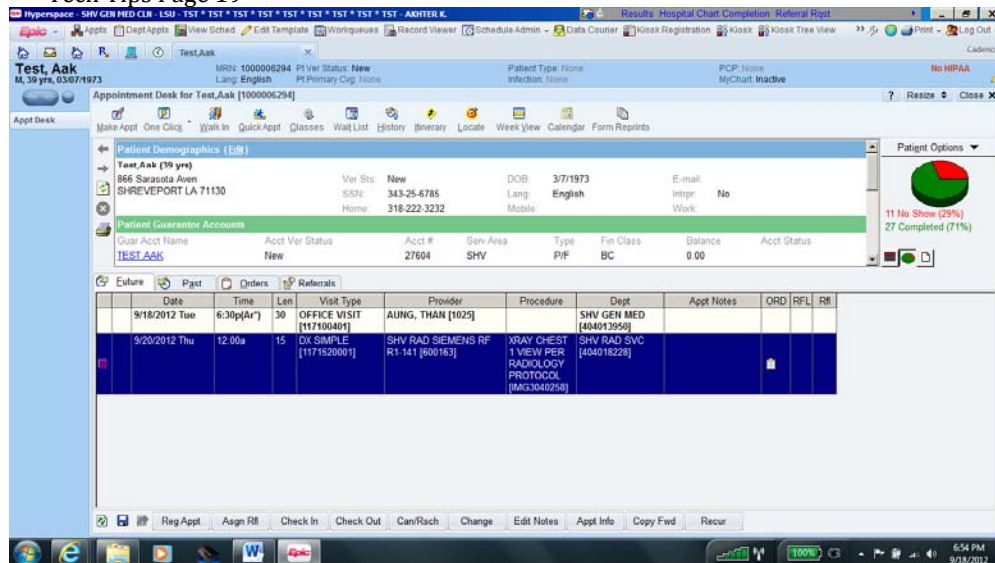 Tech Tips Page 19
Hyperspace - SHV GEN MED CLN - LSU - TST * TST * TST * TST * TST * TST * TST * TST - AKHTER K. Results Hospital Chart Completion Referral Rqst
Epic Appts Dept Appts View Sched Edit Template Workqueues Record Viewer Schedule Admin Data Courier Kiosk Registration Kiosk Kiosk Tree View Print Log Out
Test,Aak Cadenc
Test, Aak MRN: 1000006294 Pt Ver Status: New Patient Type: None PCP: None No HIPAA
M, 39 yrs, 03/07/1973 Lang: English Pt Primary Cvg: None Infection: None MyChart: Inactive
Appointment Desk for Test,Aak [1000006294] ? Resize Close X
Appt Desk
Make Appt One Click Walk In Quick Appt Classes Wait List History Itinerary Locate Week View Calendar Form Reprints
Patient Demographics (Edit) Patient Options
Test,Aak (39 yrs)
866 Sarasota Aven Ver Sts: New DOB: 3/7/1973 E-mail:
SHREVEPORT LA 71130 SSN: 343-25-6785 Lang: English Intrpr: No
Home: 318-222-3232 Mobile: Work:
11 No Show (29%)
Patient Guarantor Accounts 27 Completed (71%)
Guar Acct Name Acct Ver Status Acct # Serv Area Type Fin Class Balance Acct Status
TEST,AAK New 27604 SHV P/F BC 0.00
Future Past Orders Referrals
Date Time Len Visit Type Provider Procedure Dept Appt Notes ORD RFL Rfl
9/18/2012 Tue 6:30p(Ar*) 30 OFFICE VISIT AUNG, THAN [1025] SHV GEN MED
[117100401] [404013950]
9/20/2012 Thu 12:00a 15 DX SIMPLE SHV RAD SIEMENS RF XRAY CHEST SHV RAD SVC
[1171520001] R1-141 [600163] 1 VIEW PER [404018228]
RADIOLOGY
PROTOCOL
[IMG3040258]
Reg Appt Asgn Rfl Check In Check Out Can/Rsch Change Edit Notes Appt Info Copy Fwd Recur
Epic 100% 6:54 PM
9/18/2012